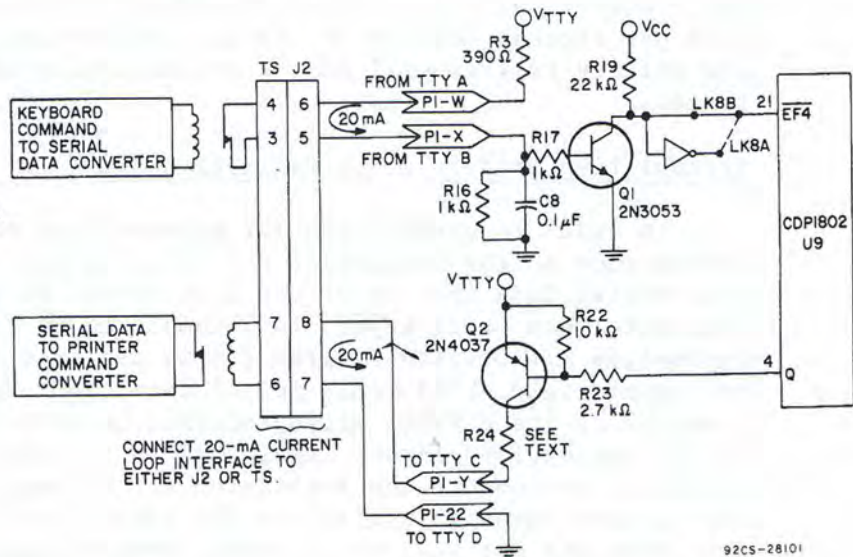 VTTY
R3
390Ω
TS J2
4 6
3 5
FROM TTY A
P1-W
20 mA
P1-X
FROM TTY B
KEYBOARD
COMMAND
TO SERIAL
DATA CONVERTER
R17
1kΩ
R16
1kΩ
C8
0.1μF
Q1
2N3053
VCC
R19
22 kΩ
LK8B
LK8A
21
EF4
CDP1802
U9
4
Q
VTTY
Q2
2N4037
R22
10 kΩ
R23
2.7 kΩ
R24
SEE
TEXT
SERIAL DATA
TO PRINTER
COMMAND
CONVERTER
7 8
6 7
20 mA
TO TTY C
P1-Y
P1-22
TO TTY D
CONNECT 20-mA CURRENT
LOOP INTERFACE TO
EITHER J2 OR TS.
92CS-28101